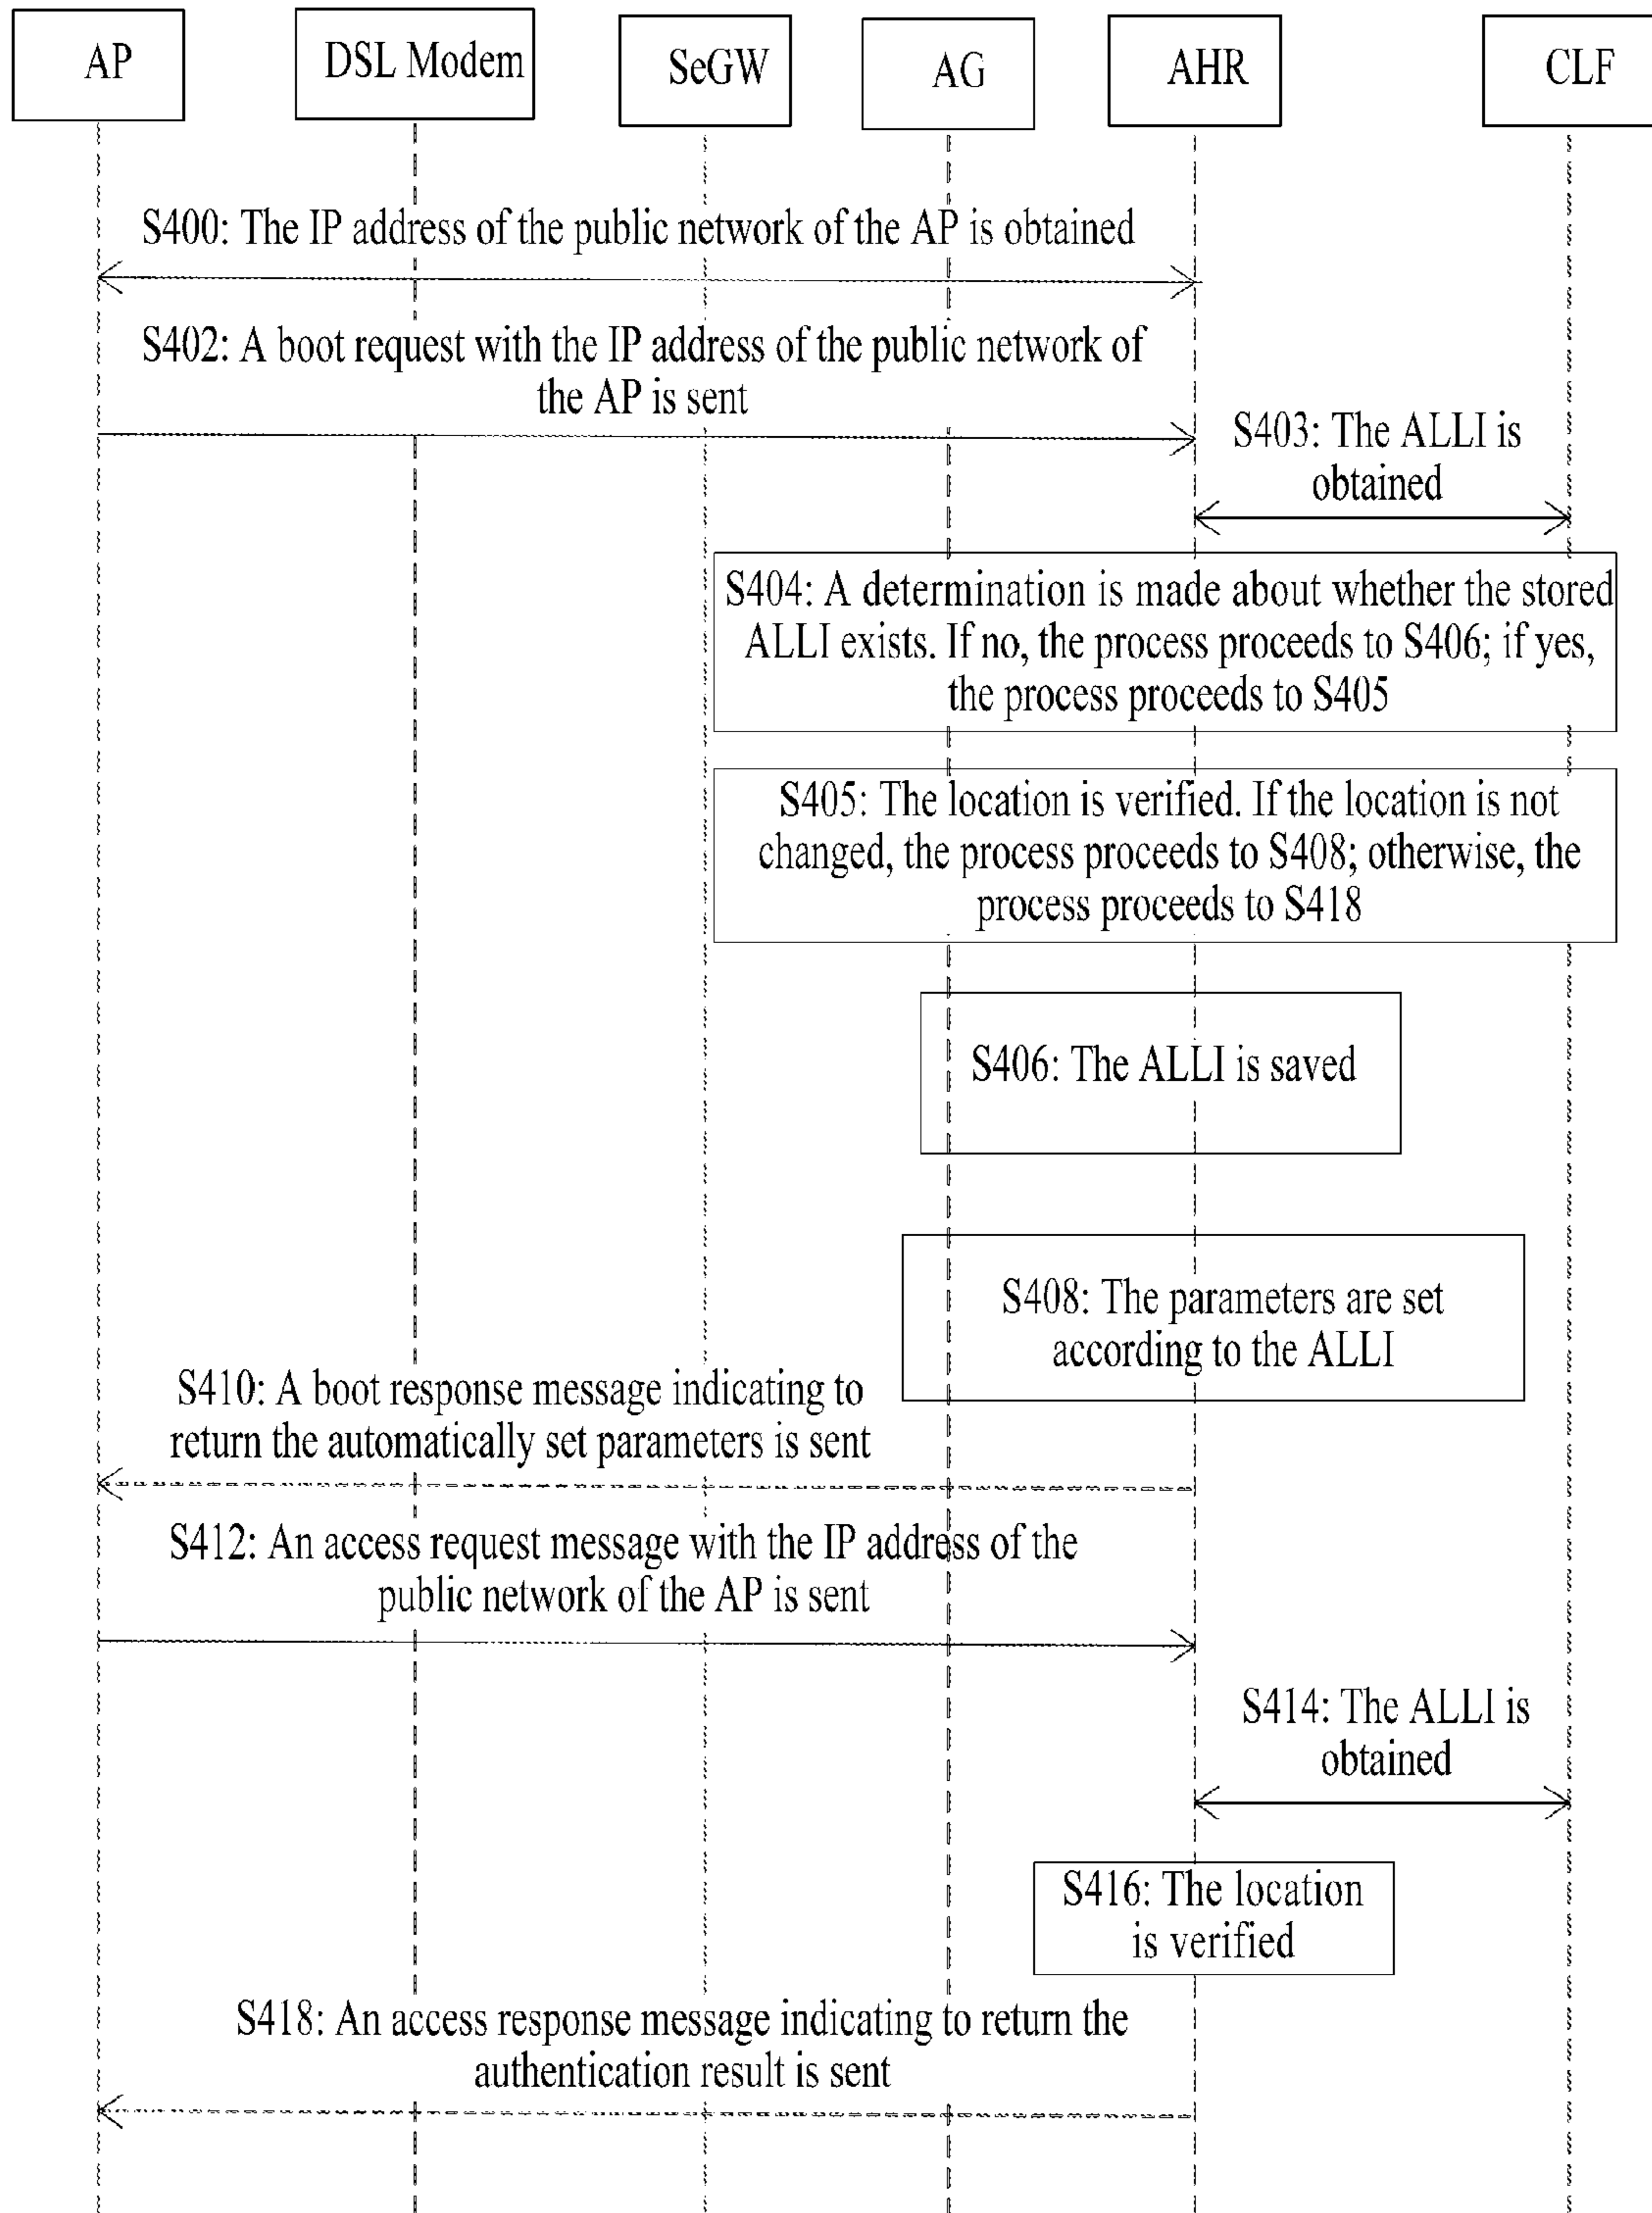 AP
DSL Modem
SeGW
AG
AHR
CLF
S400: The IP address of the public network of the AP is obtained
S402: A boot request with the IP address of the public network of
the AP is sent
S403: The ALLI is
obtained
S404: A determination is made about whether the stored
ALLI exists. If no, the process proceeds to S406; if yes,
the process proceeds to S405
S405: The location is verified. If the location is not
changed, the process proceeds to S408; otherwise, the
process proceeds to S418
S406: The ALLI is saved
S408: The parameters are set
according to the ALLI
S410: A boot response message indicating to
return the automatically set parameters is sent
S412: An access request message with the IP address of the
public network of the AP is sent
S414: The ALLI is
obtained
S416: The location
is verified
S418: An access response message indicating to return the
authentication result is sent